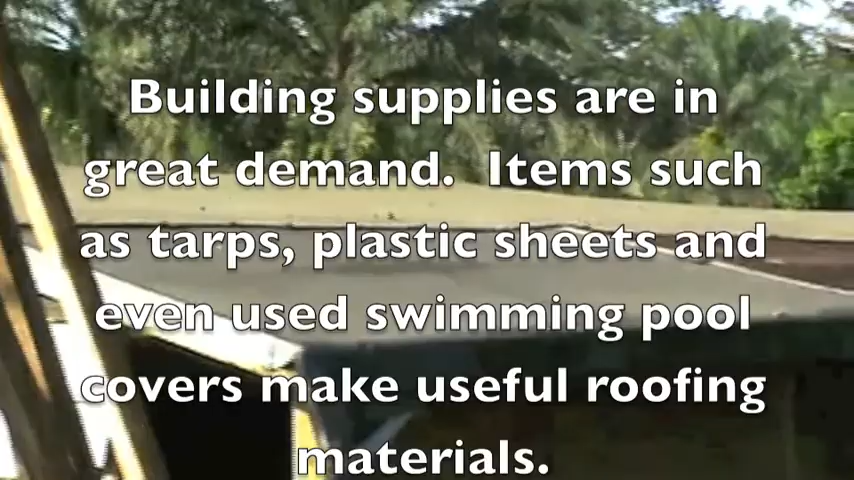 Building supplies are in
great demand.  Items such
as tarps, plastic sheets and
even used swimming pool
covers make useful roofing
materials.